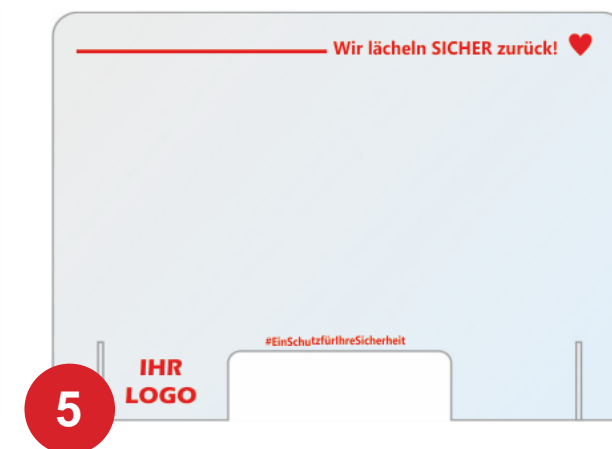 Wir lächeln SICHER zurück!
#EinSchutzfürIhreSicherheit
IHR
LOGO
5